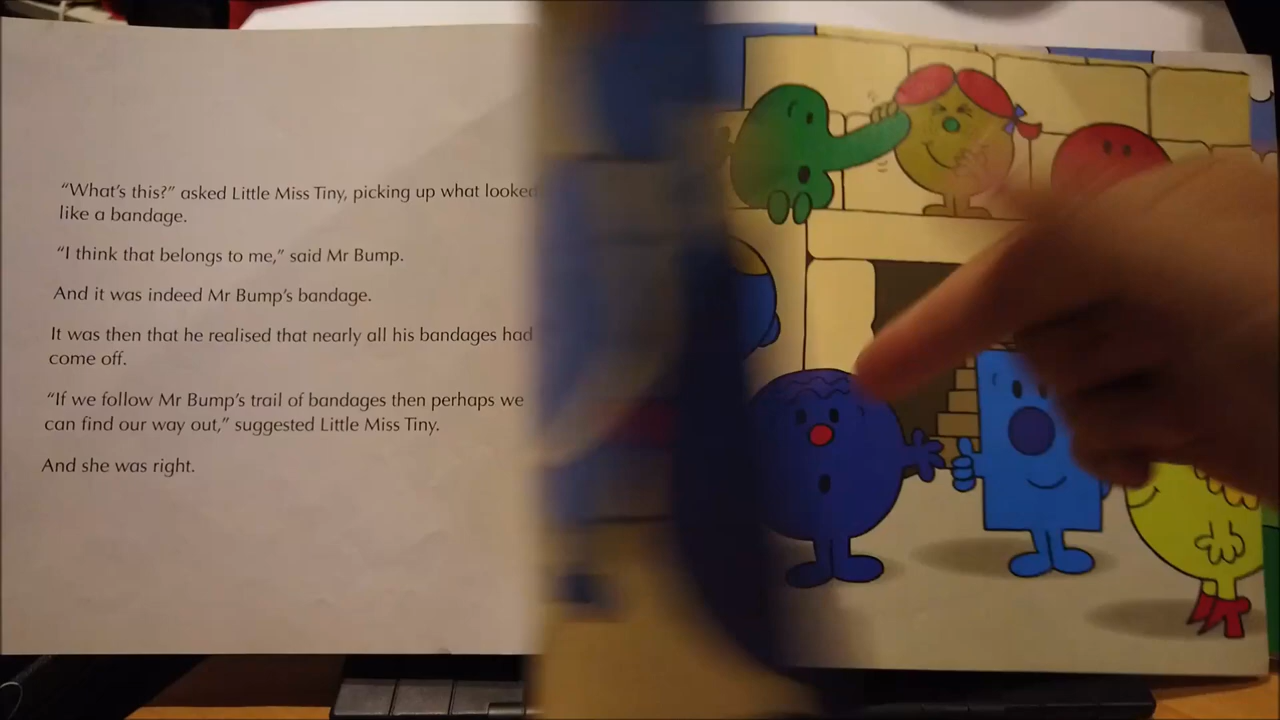 “What’s this?” asked Little Miss Tiny, picking up what looked
like a bandage.
“I think that belongs to me,” said Mr Bump.
And it was indeed Mr Bump’s bandage.
It was then that he realised that nearly all his bandages had
come off.
“If we follow Mr Bump’s trail of bandages then perhaps we
can find our way out,” suggested Little Miss Tiny.
And she was right.